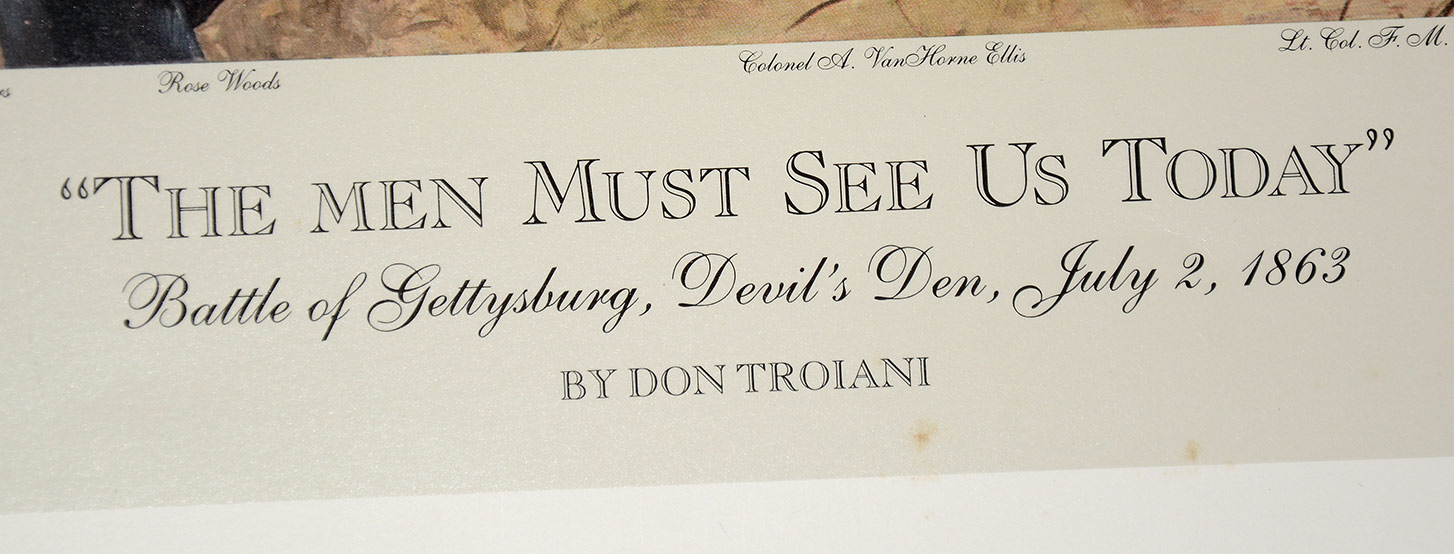 Rose Woods
Colonel A. VanHorne Ellis
Lt. Col. F. M.
“THE MEN MUST SEE US TODAY”
Battle of Gettysburg, Devil's Den, July 2, 1863
BY DON TROIANI